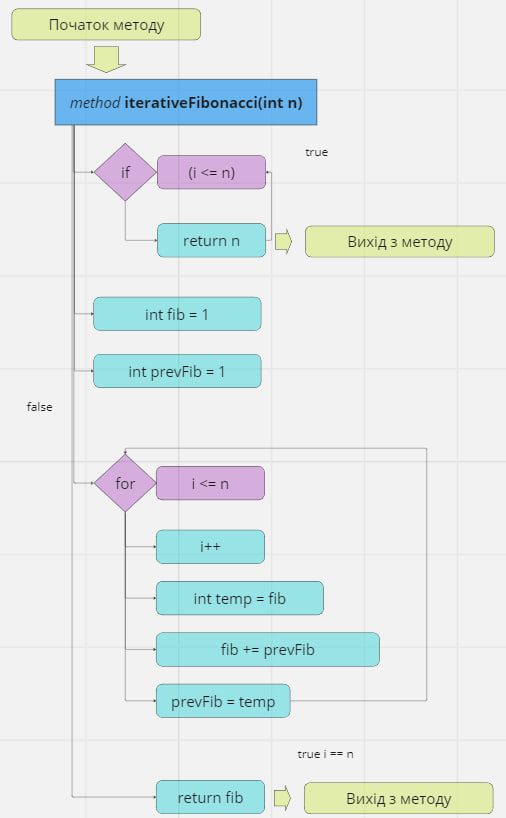 Початок методу
method iterativeFibonacci(int n)
true
if
(i <= n)
return n
Вихід з методу
int fib = 1
int prevFib = 1
false
for
i <= n
i++
int temp = fib
fib += prevFib
prevFib = temp
true i == n
return fib
Вихід з методу